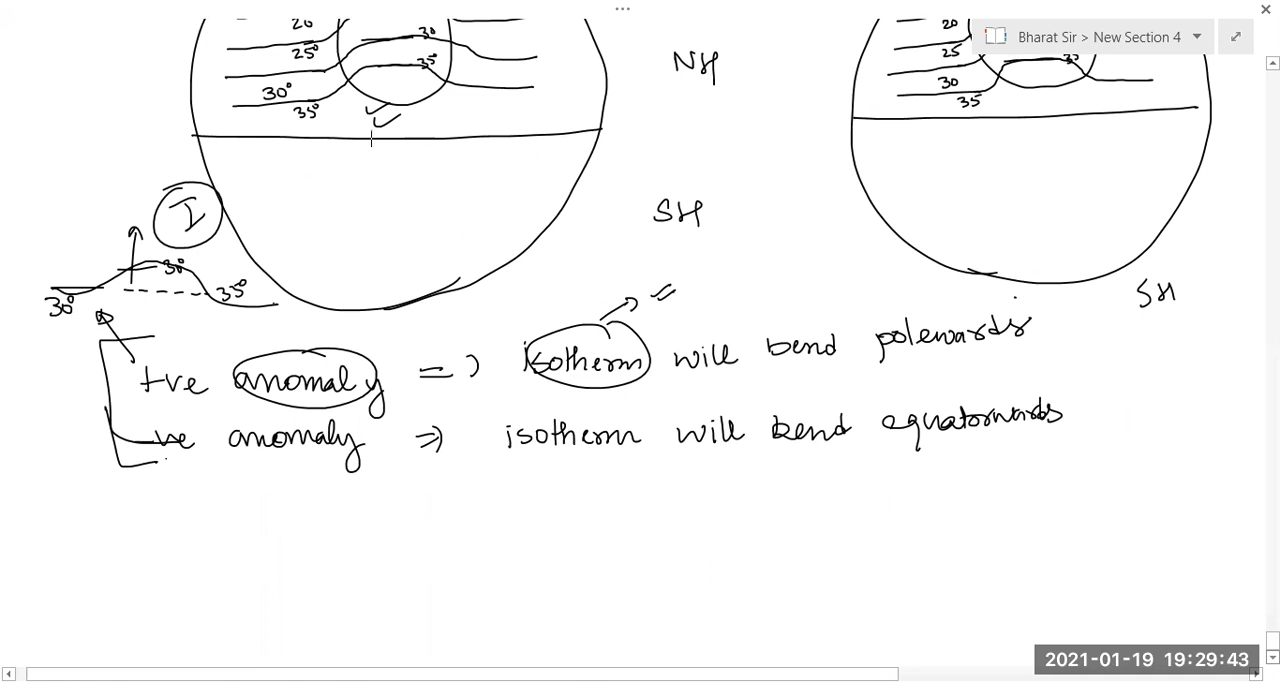 ...
Bharat Sir > New Section 4
20
25°
30°
35°
30
35
NH
20
25
30
35
35
SH
I
30°
30°
35°
SH
+ve anomaly => isotherm will bend polewards
-ve anomaly => isotherm will bend equatorwards
2021-01-19 19:29:43